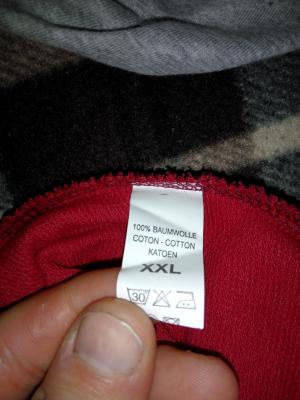 100% BAUMWOLLE
COTON - COTTON
KATOEN
XXL
30